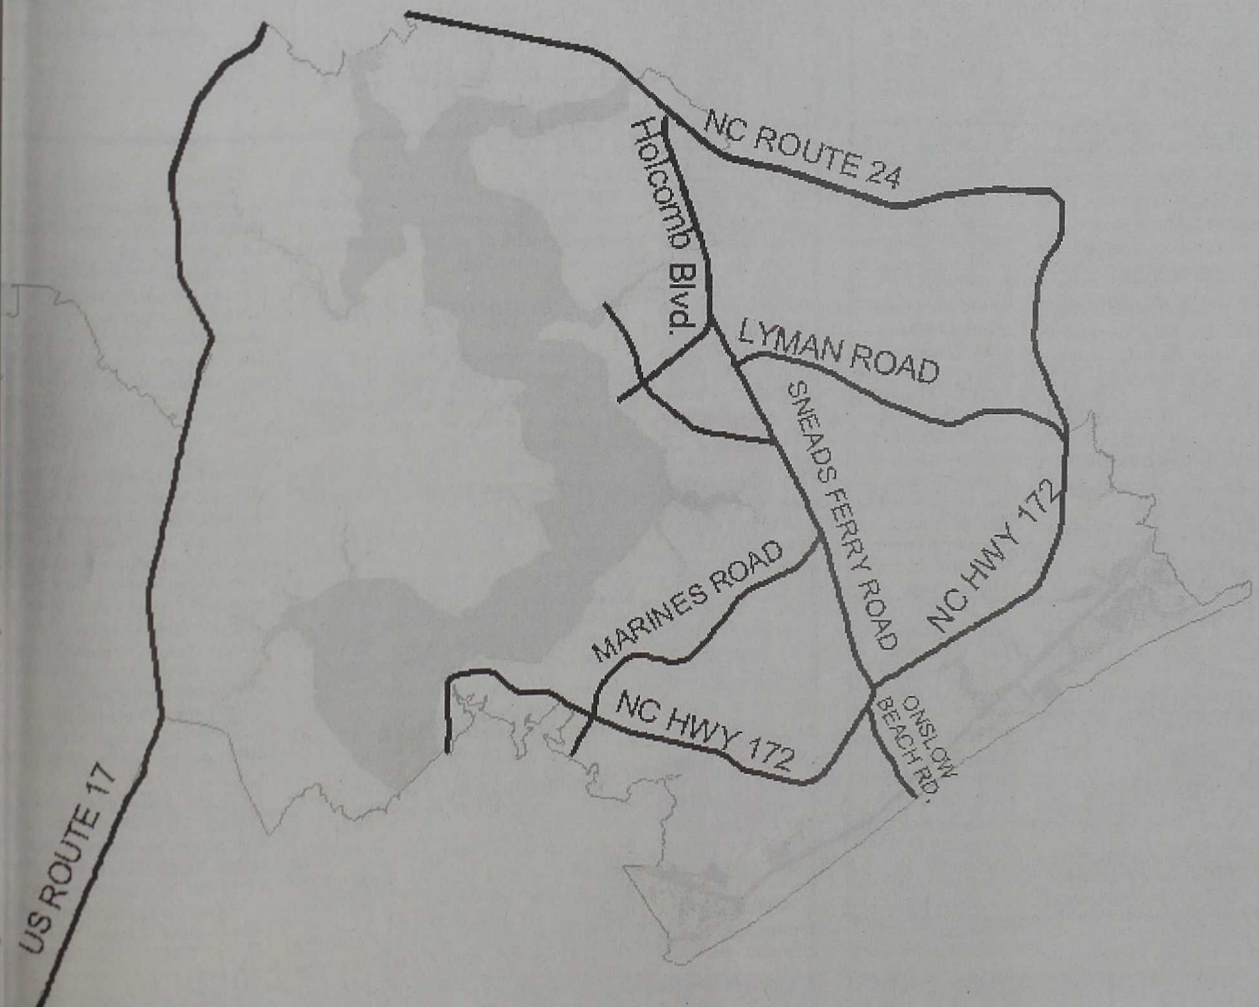 NC ROUTE 24
Holcomb Blvd.
LYMAN ROAD
SNEADS FERRY ROAD
NC HWY 172
MARINES ROAD
NC HWY 172
ONSLOW
BEACH RD.
US ROUTE 17